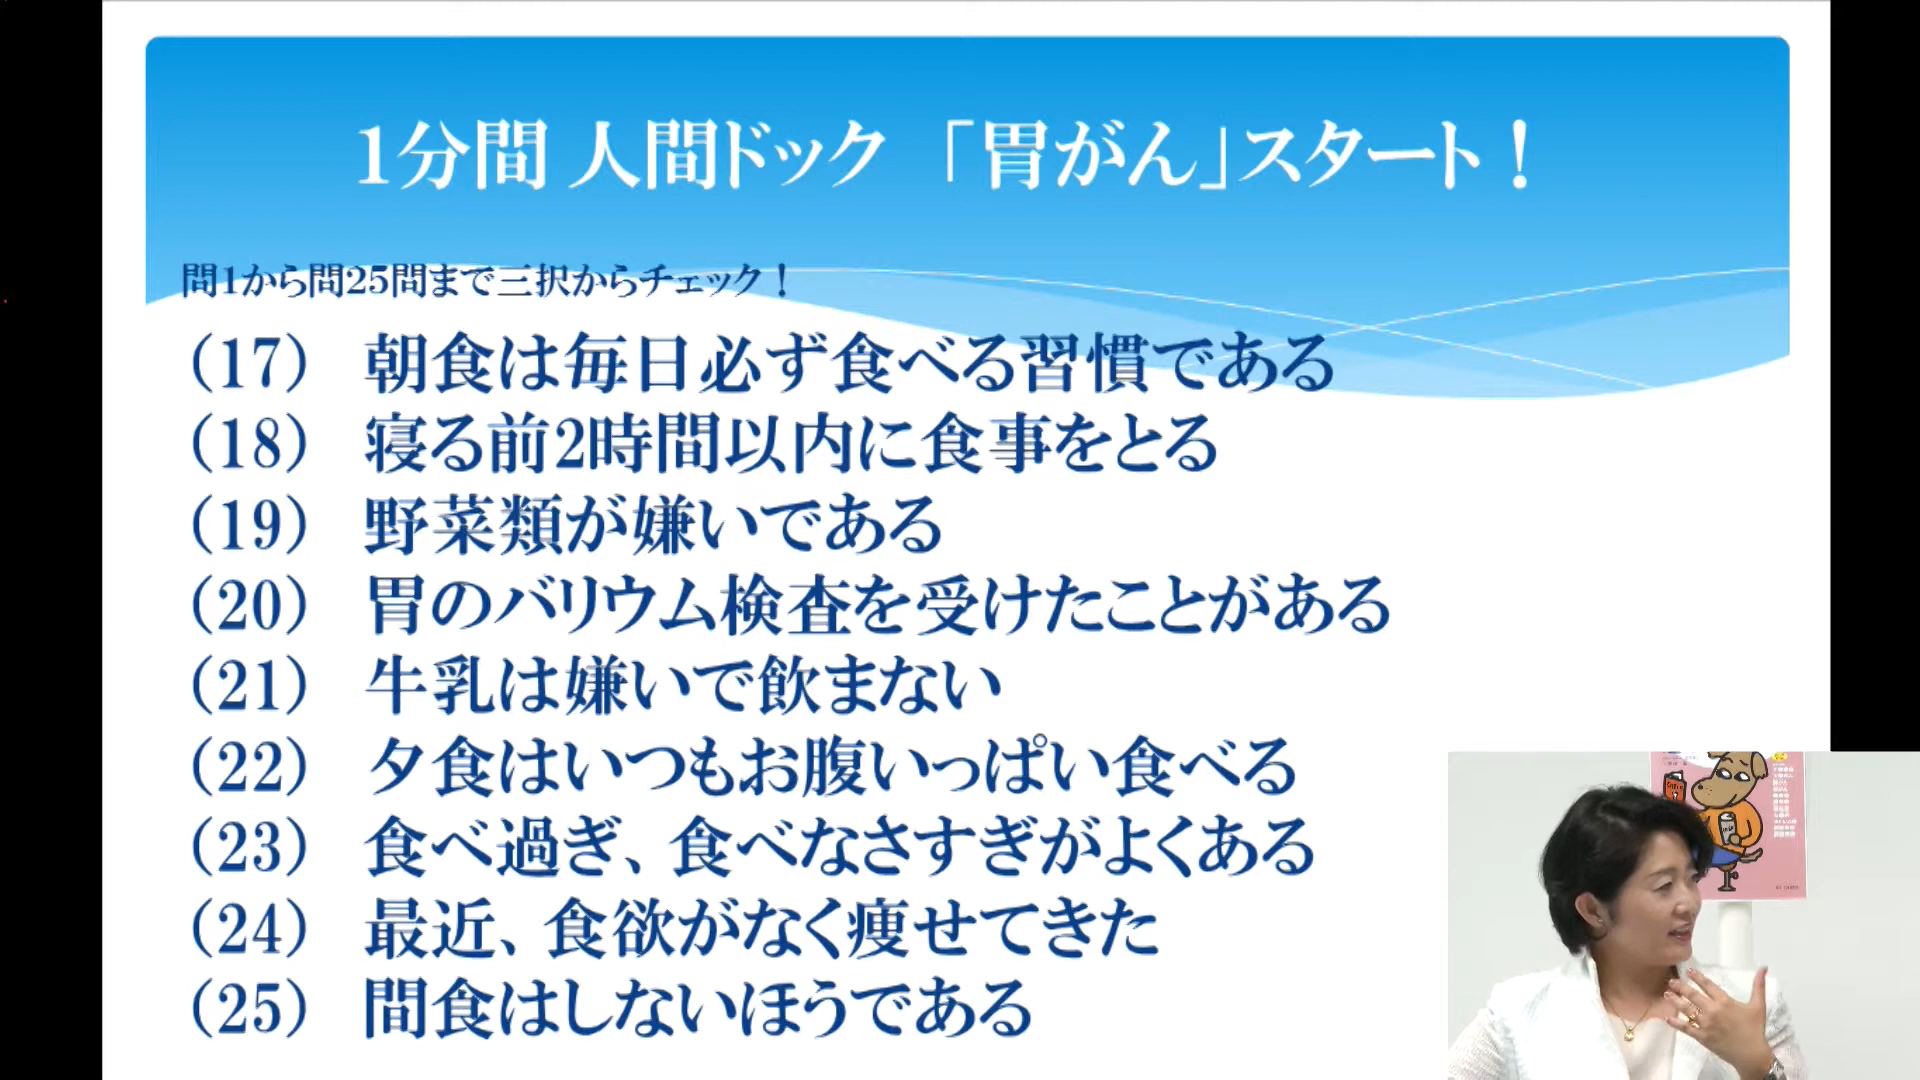 1分間 人間ドック 「胃がん」スタート！
問1から問25問まで三択からチェック！
（17） 朝食は毎日必ず食べる習慣である
（18） 寝る前2時間以内に食事をとる
（19） 野菜類が嫌いである
（20） 胃のバリウム検査を受けたことがある
（21） 牛乳は嫌いで飲まない
（22） 夕食はいつもお腹いっぱい食べる
（23） 食べ過ぎ、食べなさすぎがよくある
（24） 最近、食欲がなく痩せてきた
（25） 間食はしないほうである